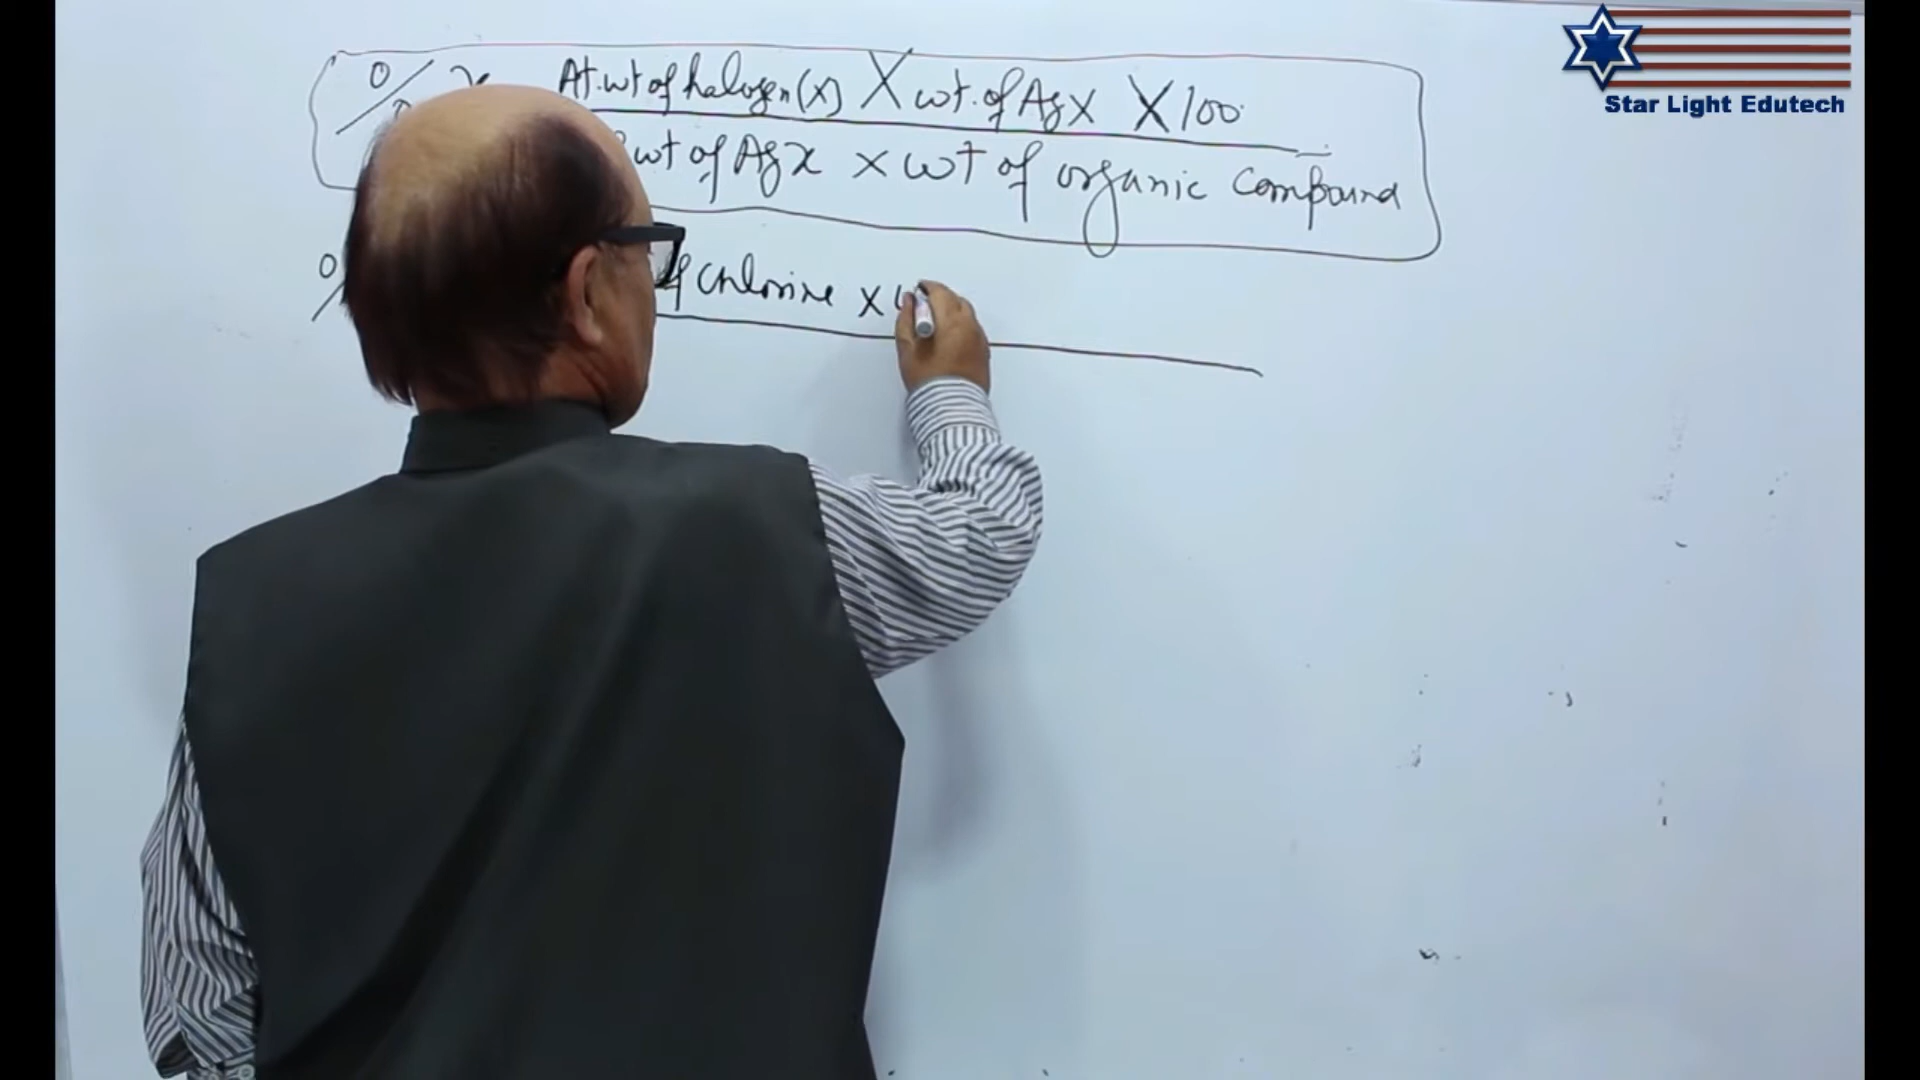 Star Light Edutech
% X At.wt of halogen(X) X wt. of AgX X 100
wt of AgX X wt of organic compound
of chlorine X